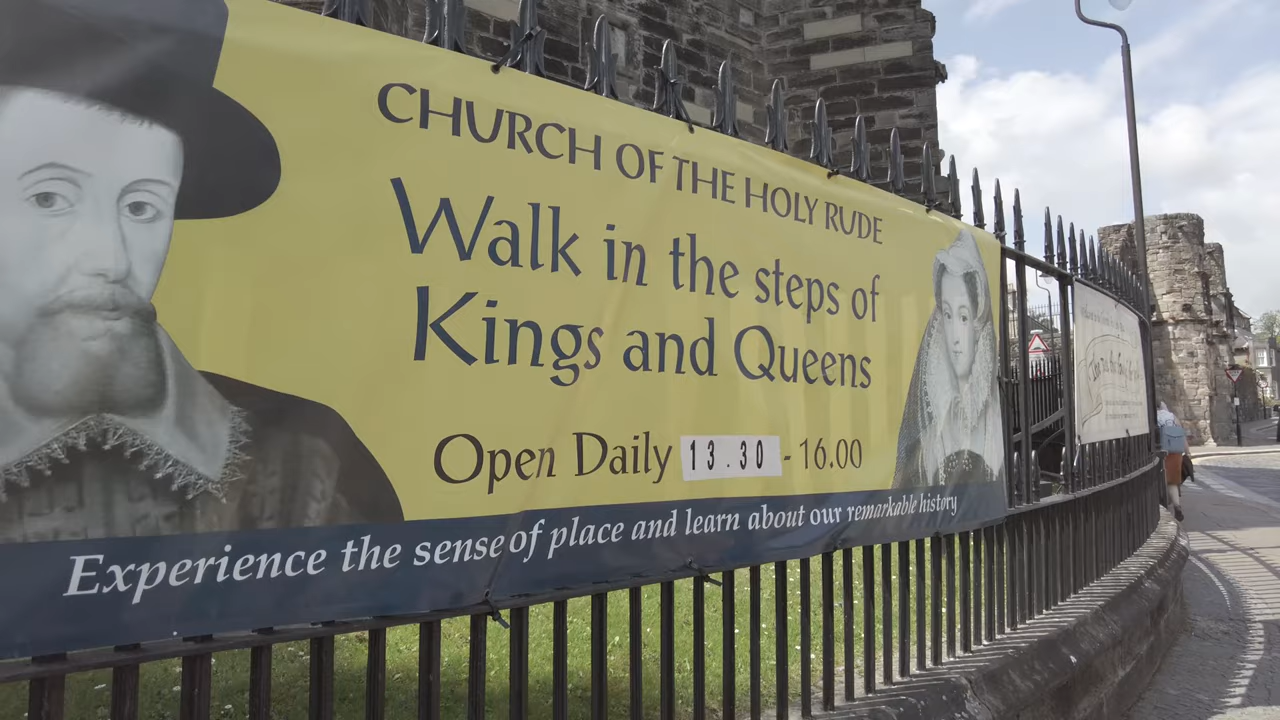 CHURCH OF THE HOLY RUDE
Walk in the steps of
Kings and Queens
Open Daily 13.30 - 16.00
Experience the sense of place and learn about our remarkable history